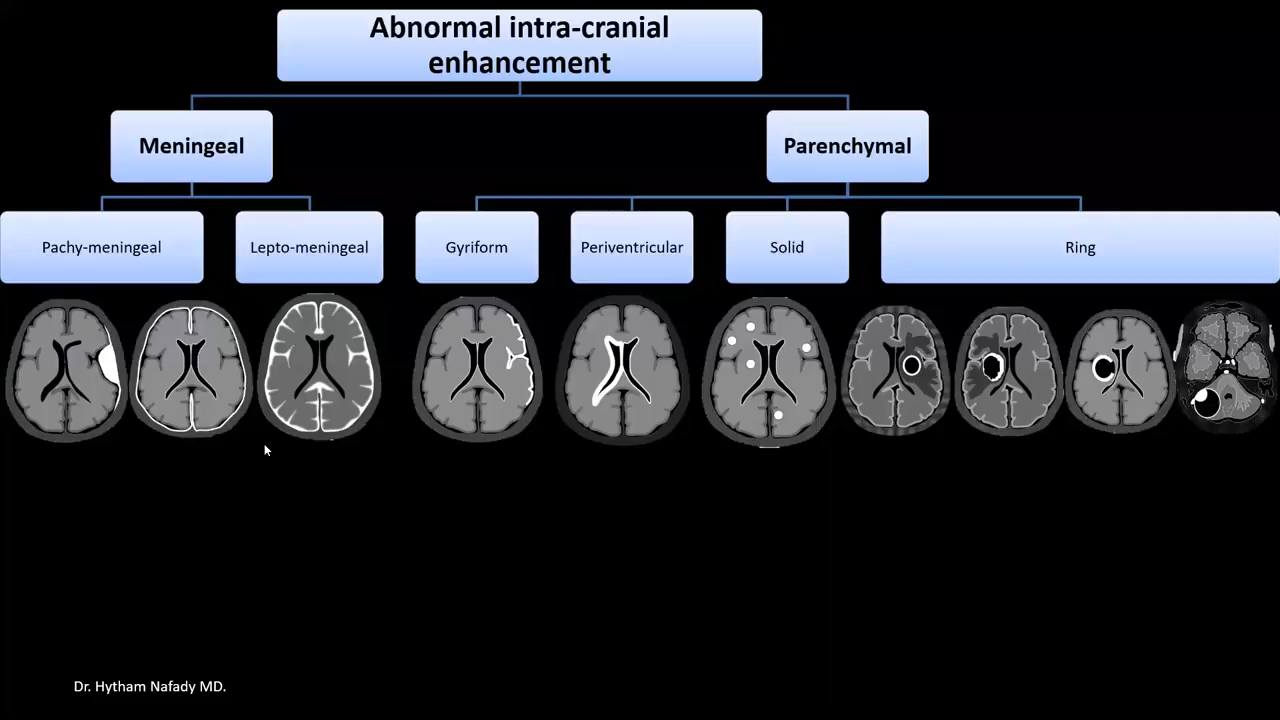 Abnormal intra-cranial
enhancement
Meningeal
Parenchymal
Pachy-meningeal
Lepto-meningeal
Gyriform
Periventricular
Solid
Ring
Dr. Hytham Nafady MD.